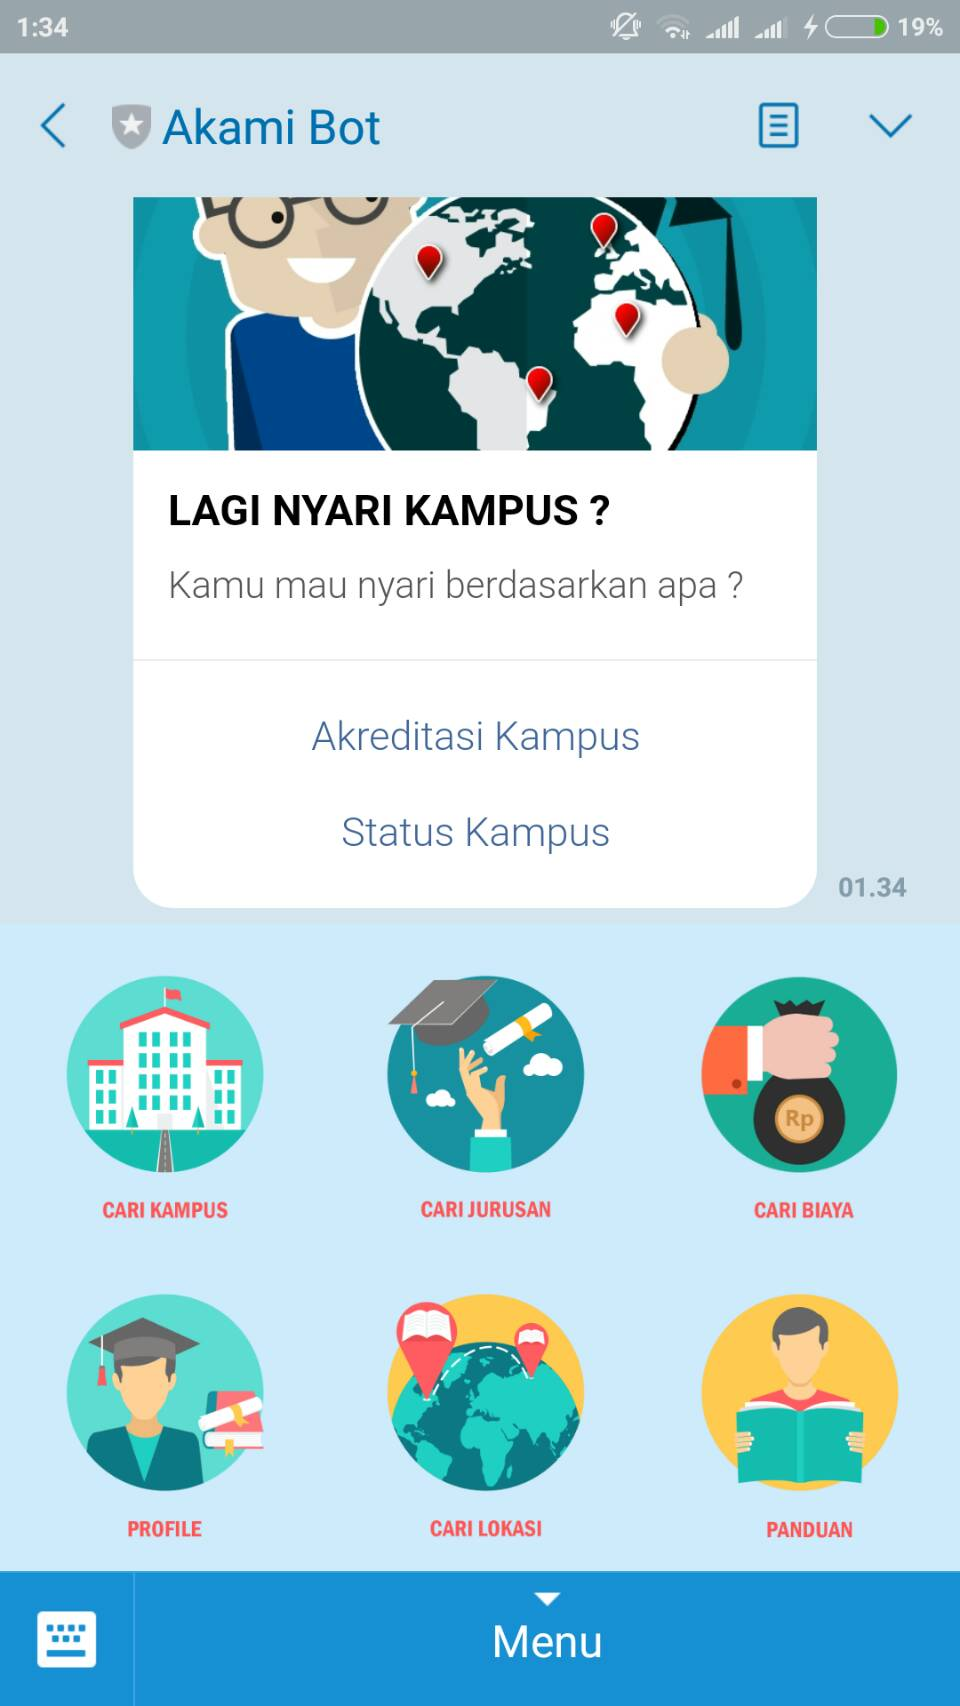 1:34
19%
Akami Bot
LAGI NYARI KAMPUS ?
Kamu mau nyari berdasarkan apa ?
Akreditasi Kampus
Status Kampus
01.34
Rp
CARI KAMPUS
CARI JURUSAN
CARI BIAYA
PROFILE
CARI LOKASI
PANDUAN
Menu